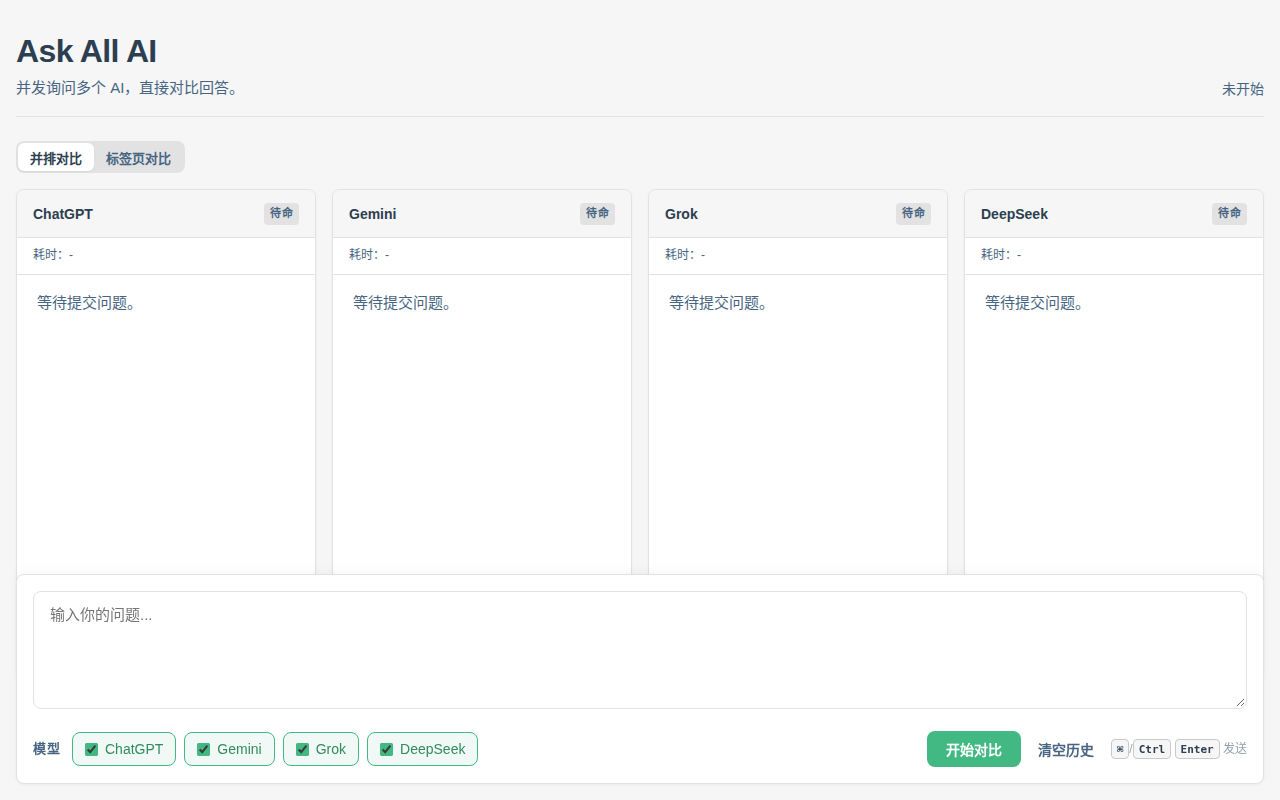 Ask All AI
并发询问多个 AI，直接对比回答。
未开始
并排对比 标签页对比
ChatGPT 待命
耗时：-
等待提交问题。
Gemini 待命
耗时：-
等待提交问题。
Grok 待命
耗时：-
等待提交问题。
DeepSeek 待命
耗时：-
等待提交问题。
输入你的问题...
模型 ChatGPT Gemini Grok DeepSeek 开始对比 清空历史 ⌘/Ctrl Enter 发送